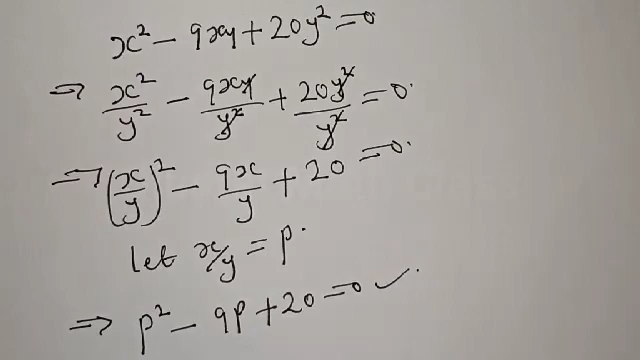 x² - 9xy + 20y² = 0
⇒ x²/y² - 9xy/y² + 20y²/y² = 0.
⇒ (x/y)² - 9x/y + 20 = 0.
let x/y = p.
⇒ p² - 9p + 20 = 0 ✓.